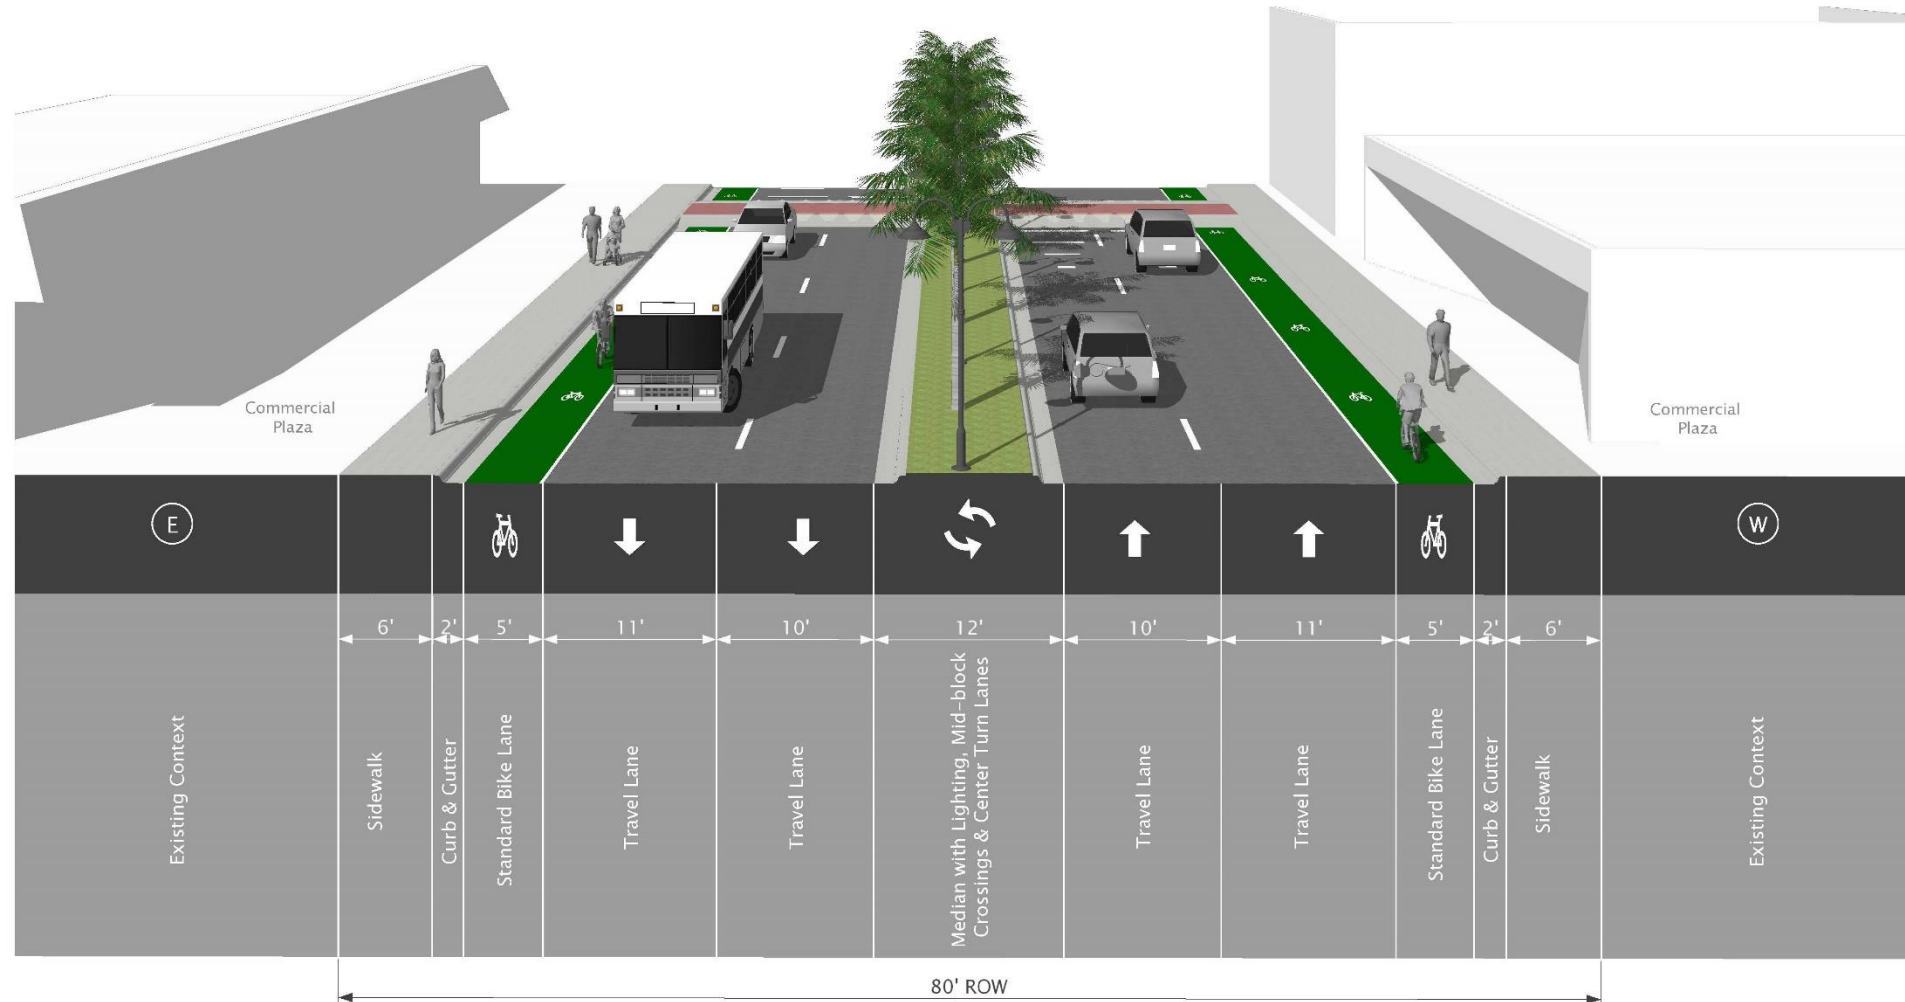 Commercial
Plaza
Commercial
Plaza
E
W
6'
2'
5'
11'
10'
12'
10'
11'
5'
2'
6'
Existing Context
Sidewalk
Curb & Gutter
Standard Bike Lane
Travel Lane
Travel Lane
Median with Lighting, Mid-block
Crossings & Center Turn Lanes
Travel Lane
Travel Lane
Standard Bike Lane
Curb & Gutter
Sidewalk
Existing Context
80' ROW